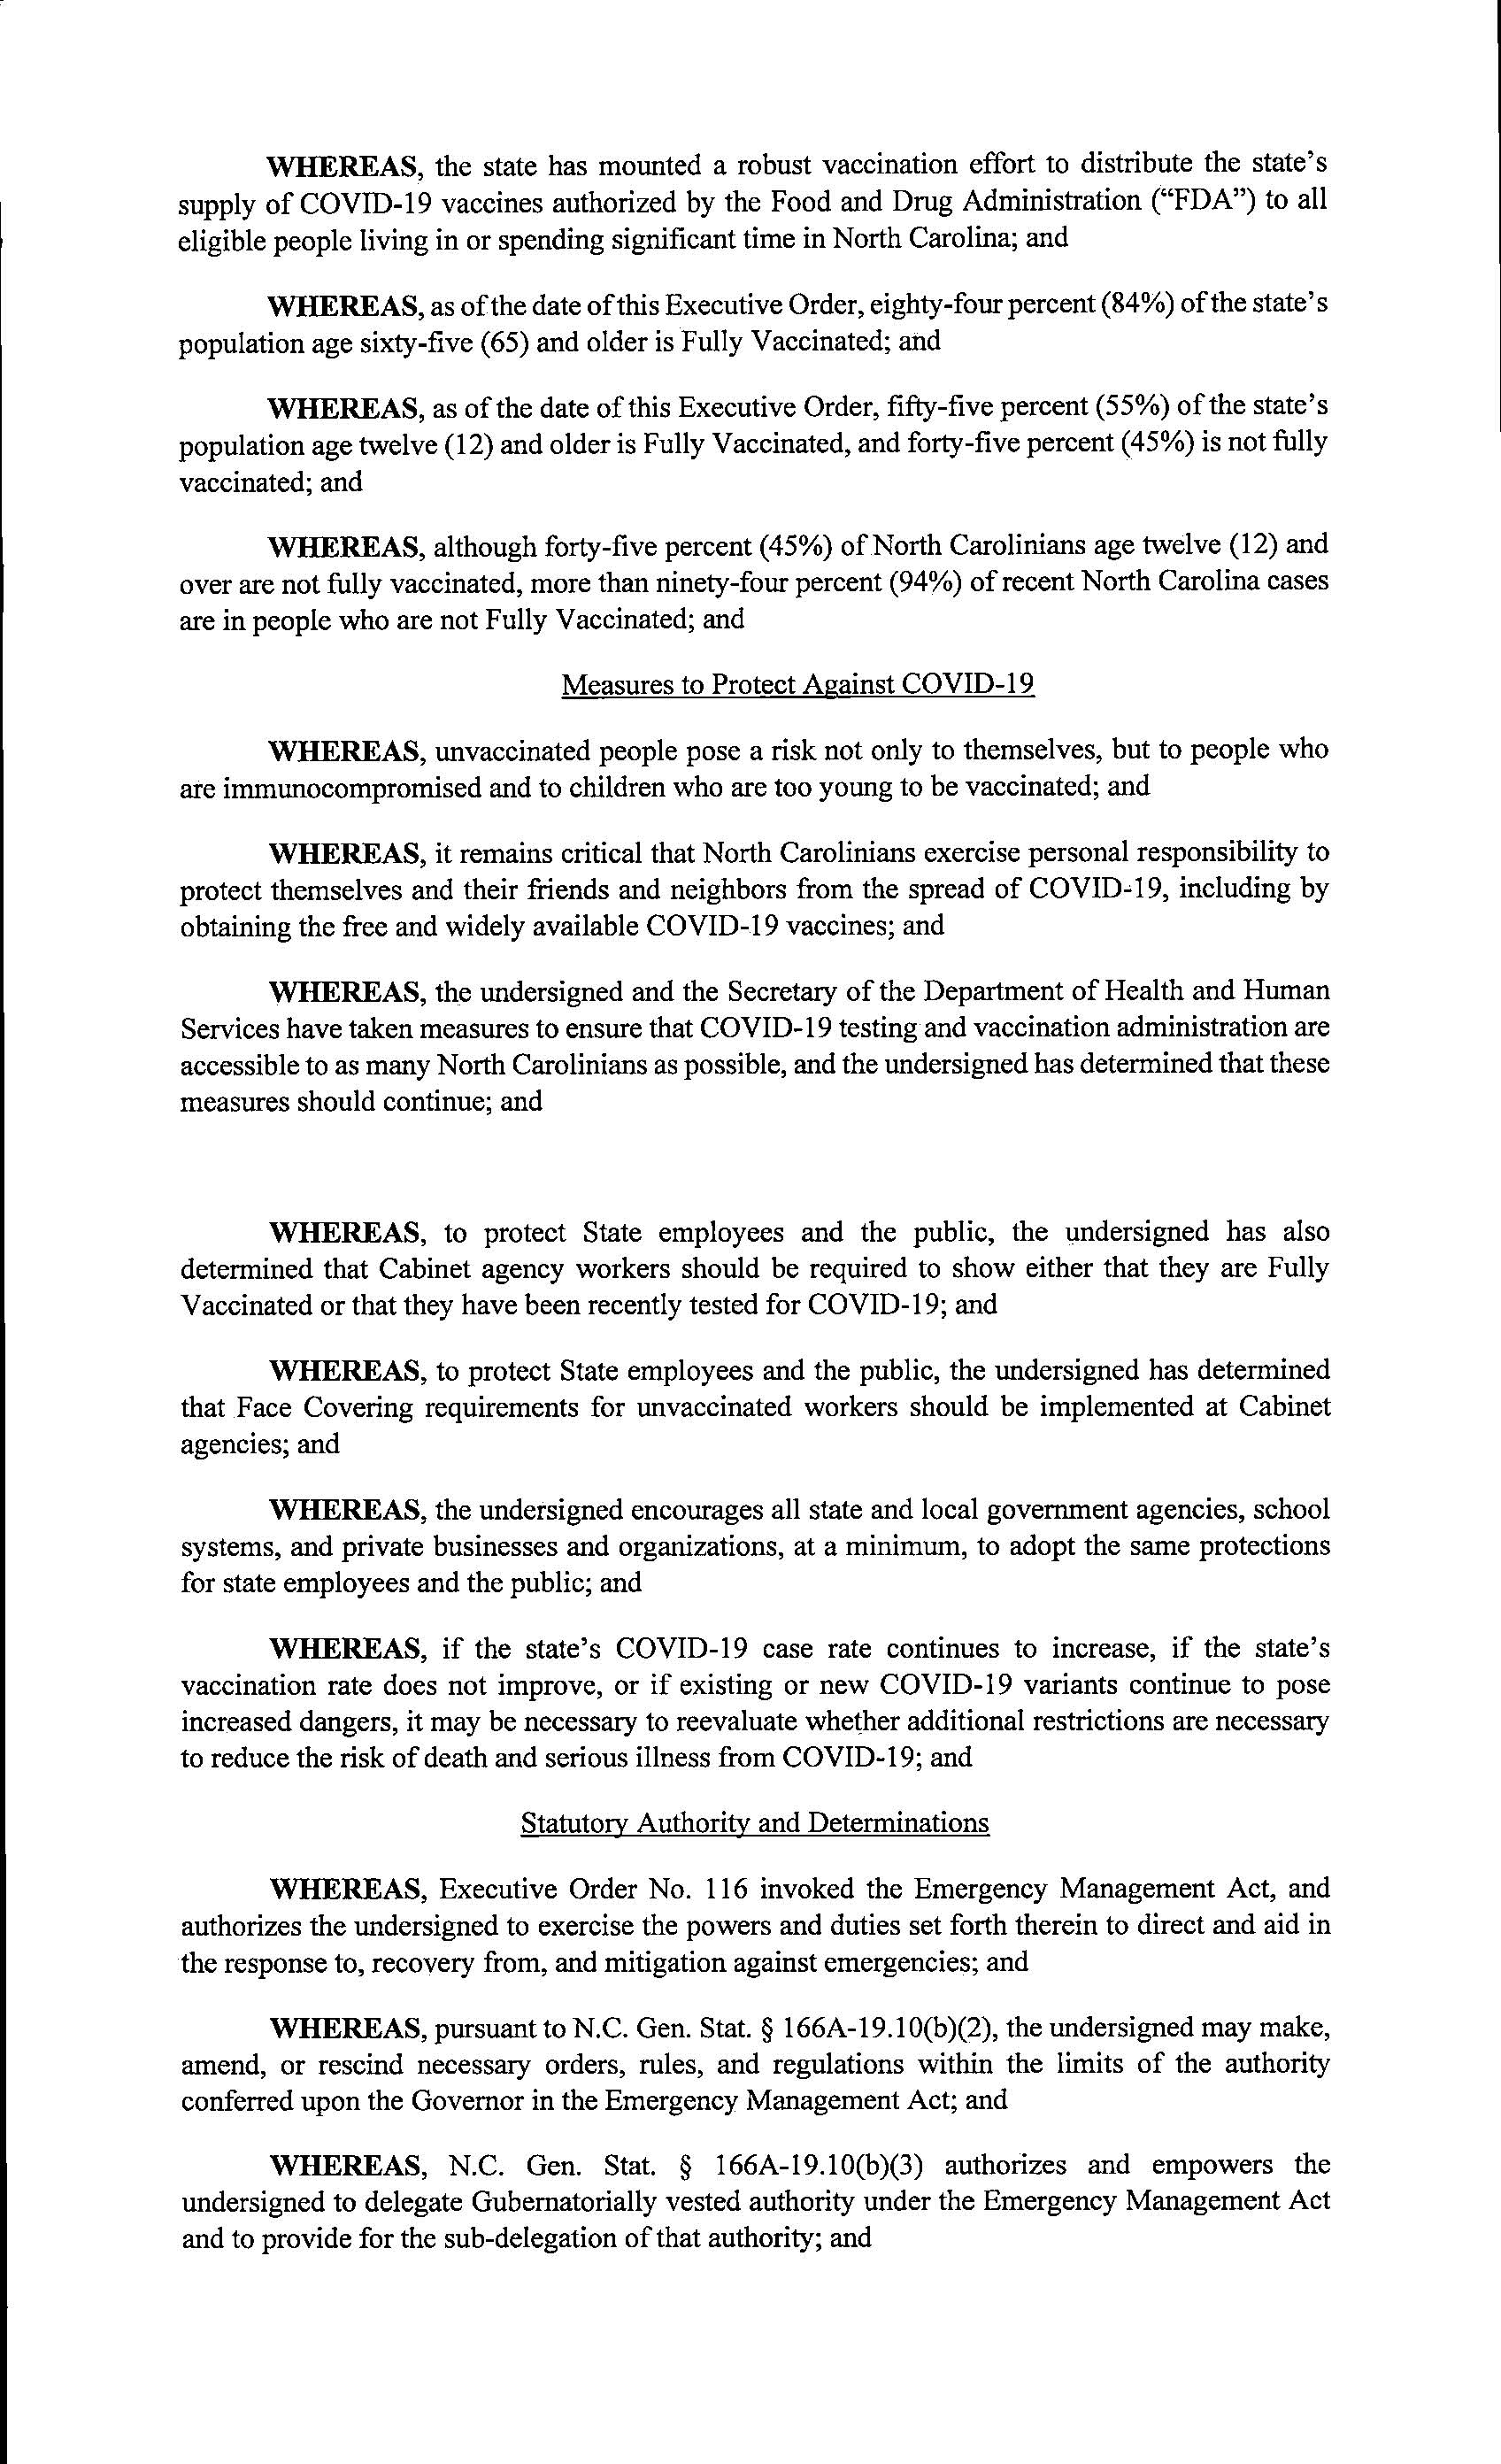 WHEREAS, the state has mounted a robust vaccination effort to distribute the state's
supply of COVID-19 vaccines authorized by the Food and Drug Administration ("FDA") to all
eligible people living in or spending significant time in North Carolina; and
WHEREAS, as of the date of this Executive Order, eighty-four percent (84%) of the state's
population age sixty-five (65) and older is Fully Vaccinated; and
WHEREAS, as of the date of this Executive Order, fifty-five percent (55%) of the state's
population age twelve (12) and older is Fully Vaccinated, and forty-five percent (45%) is not fully
vaccinated; and
WHEREAS, although forty-five percent (45%) of North Carolinians age twelve (12) and
over are not fully vaccinated, more than ninety-four percent (94%) of recent North Carolina cases
are in people who are not Fully Vaccinated; and
Measures to Protect Against COVID-19
WHEREAS, unvaccinated people pose a risk not only to themselves, but to people who
are immunocompromised and to children who are too young to be vaccinated; and
WHEREAS, it remains critical that North Carolinians exercise personal responsibility to
protect themselves and their friends and neighbors from the spread of COVID-19, including by
obtaining the free and widely available COVID-19 vaccines; and
WHEREAS, the undersigned and the Secretary of the Department of Health and Human
Services have taken measures to ensure that COVID-19 testing and vaccination administration are
accessible to as many North Carolinians as possible, and the undersigned has determined that these
measures should continue; and
WHEREAS, to protect State employees and the public, the undersigned has also
determined that Cabinet agency workers should be required to show either that they are Fully
Vaccinated or that they have been recently tested for COVID-19; and
WHEREAS, to protect State employees and the public, the undersigned has determined
that Face Covering requirements for unvaccinated workers should be implemented at Cabinet
agencies; and
WHEREAS, the undersigned encourages all state and local government agencies, school
systems, and private businesses and organizations, at a minimum, to adopt the same protections
for state employees and the public; and
WHEREAS, if the state's COVID-19 case rate continues to increase, if the state's
vaccination rate does not improve, or if existing or new COVID-19 variants continue to pose
increased dangers, it may be necessary to reevaluate whether additional restrictions are necessary
to reduce the risk of death and serious illness from COVID-19; and
Statutory Authority and Determinations
WHEREAS, Executive Order No. 116 invoked the Emergency Management Act, and
authorizes the undersigned to exercise the powers and duties set forth therein to direct and aid in
the response to, recovery from, and mitigation against emergencies; and
WHEREAS, pursuant to N.C. Gen. Stat. § 166A-19.10(b)(2), the undersigned may make,
amend, or rescind necessary orders, rules, and regulations within the limits of the authority
conferred upon the Governor in the Emergency Management Act; and
WHEREAS, N.C. Gen. Stat. § 166A-19.10(b)(3) authorizes and empowers the
undersigned to delegate Gubernatorially vested authority under the Emergency Management Act
and to provide for the sub-delegation of that authority; and